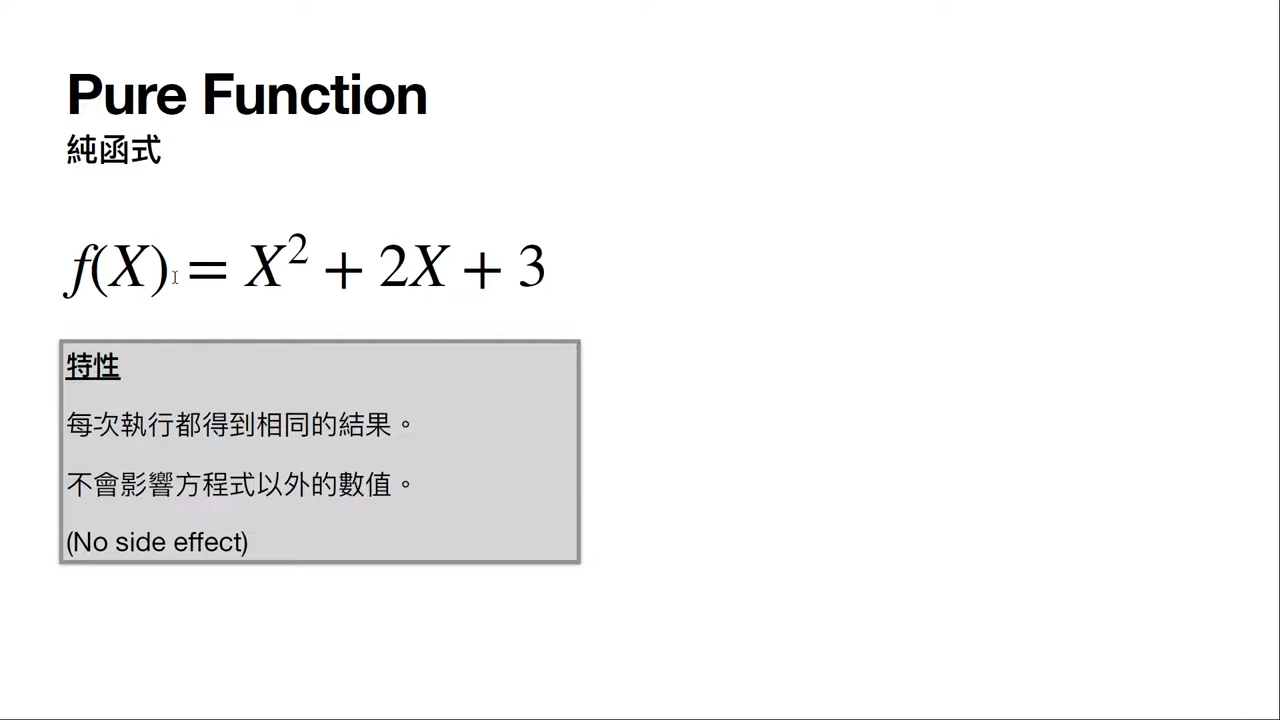 Pure Function
純函式
f(X) = X² + 2X + 3
特性
每次執行都得到相同的結果。
不會影響方程式以外的數值。
(No side effect)